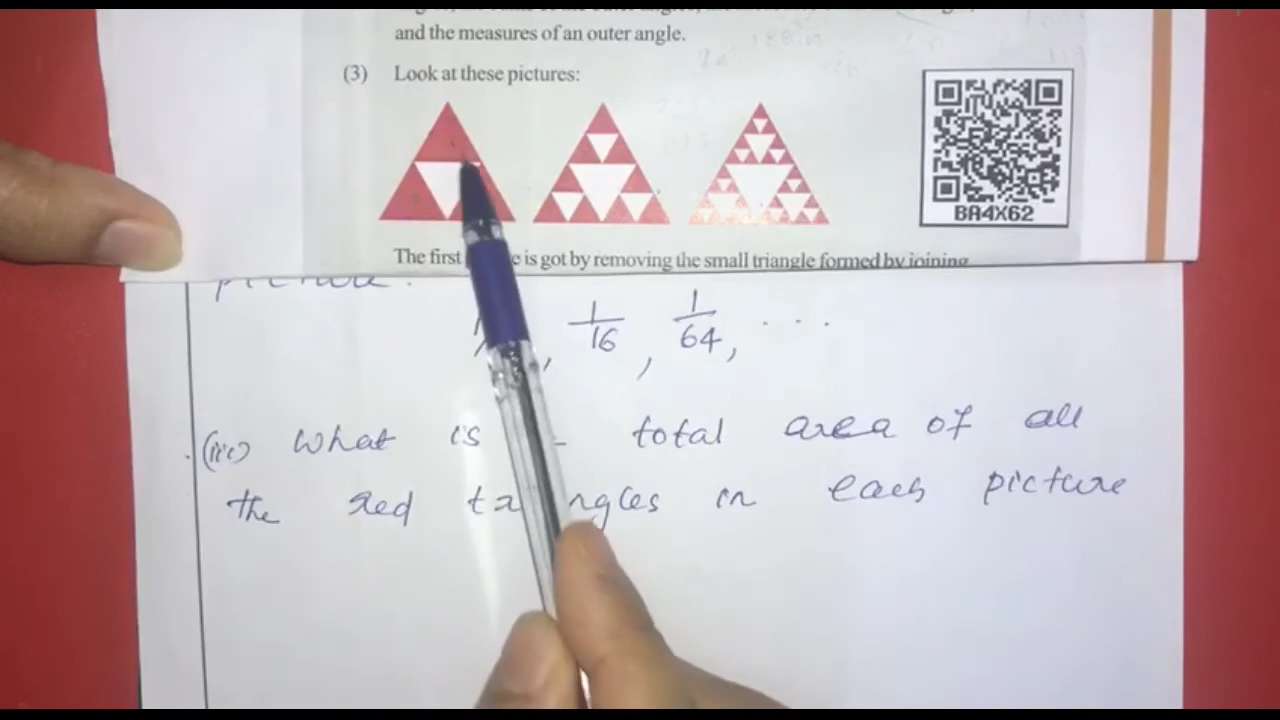 and the measures of an outer angle.
(3) Look at these pictures:
BA4X62
The first is got by removing the small triangle formed by joining
picture.
, 1/16, 1/64, ...
(iii) What is total area of all
the red in each picture